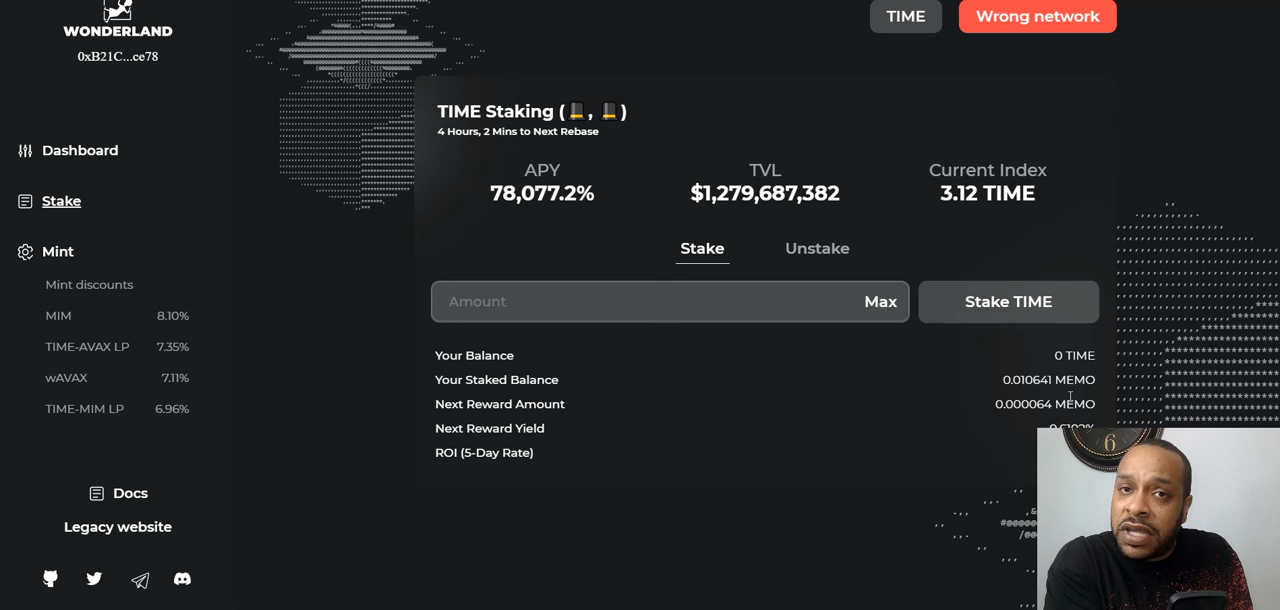 WONDERLAND
0xB21C...ce78
TIME
Wrong network
Dashboard
Stake
Mint
Mint discounts
MIM 8.10%
TIME-AVAX LP 7.35%
wAVAX 7.11%
TIME-MIM LP 6.96%
Docs
Legacy website
TIME Staking (🎩, 🎩)
4 Hours, 2 Mins to Next Rebase
APY TVL Current Index
78,077.2% $1,279,687,382 3.12 TIME
Stake Unstake
Amount Max Stake TIME
Your Balance 0 TIME
Your Staked Balance 0.010641 MEMO
Next Reward Amount 0.000064 MEMO
Next Reward Yield
ROI (5-Day Rate)
6